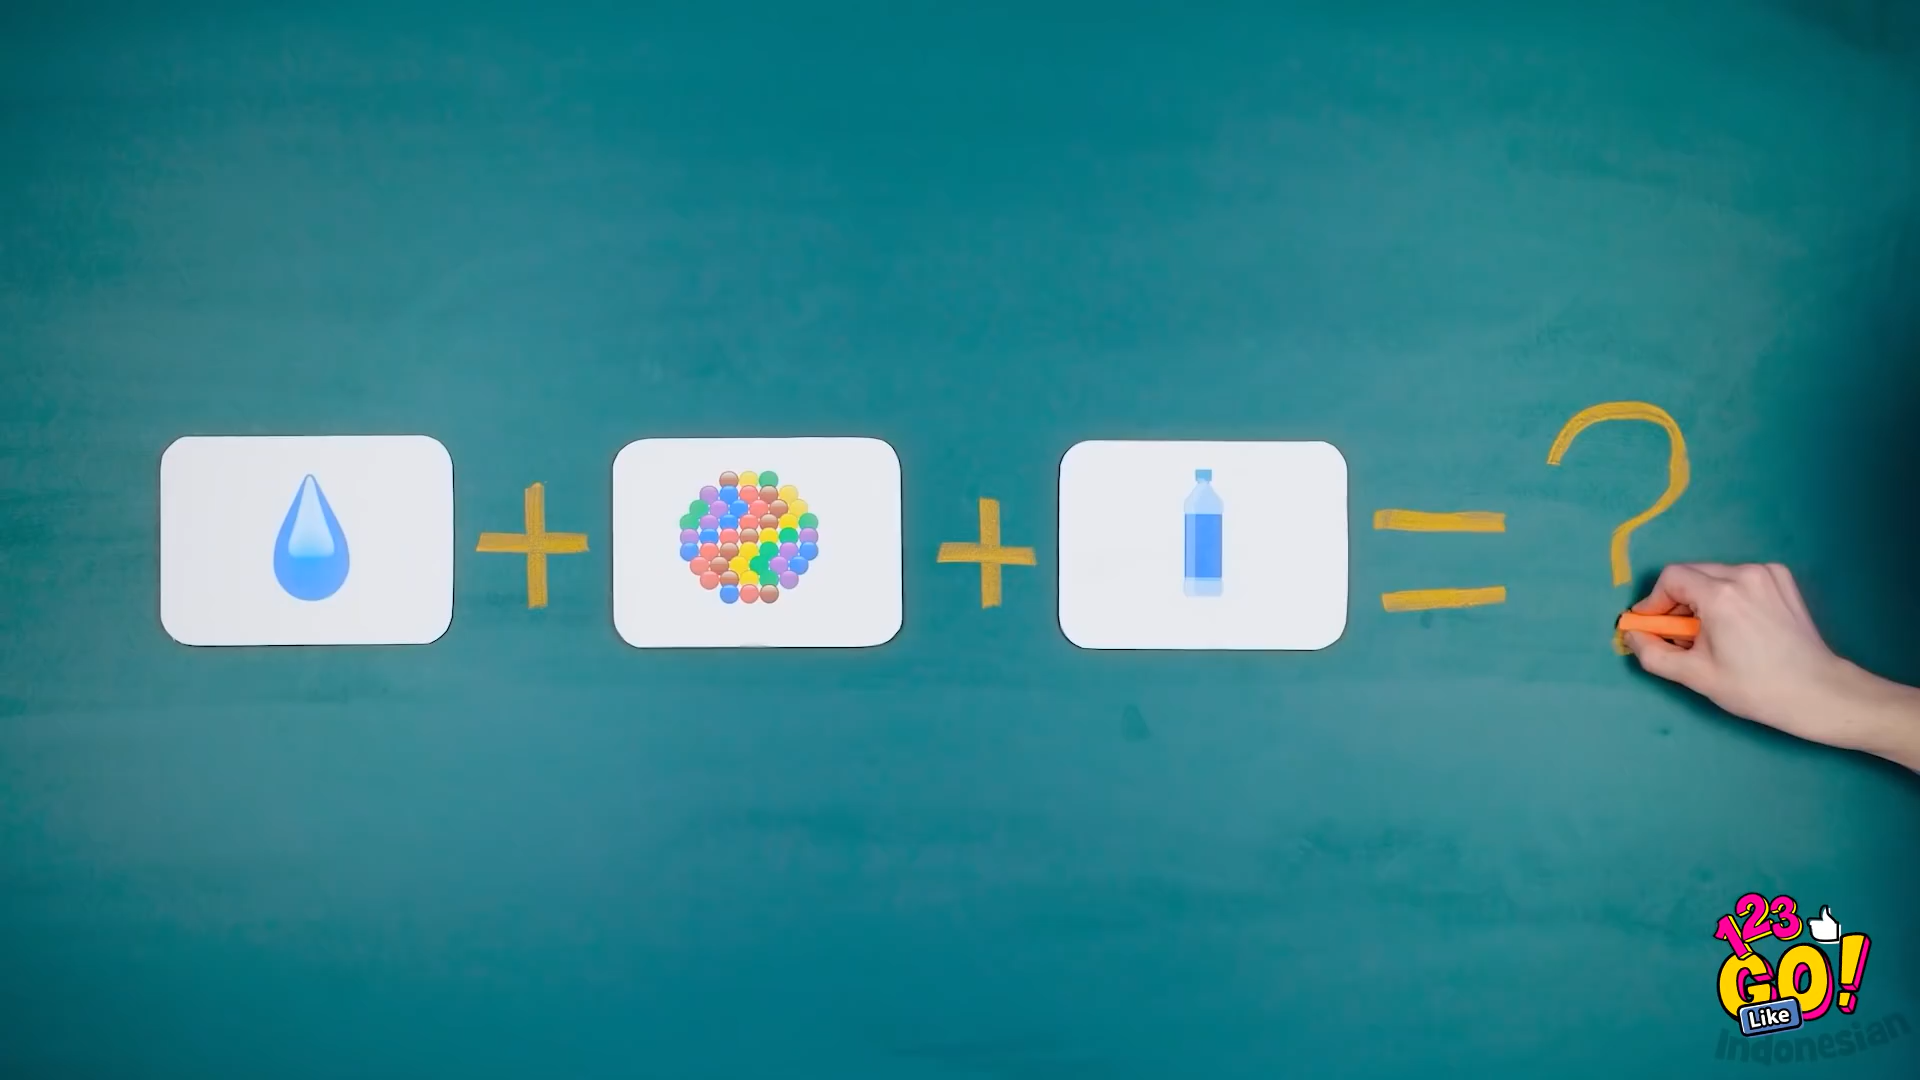 + + = ?
123
GO!
Like
Indonesian